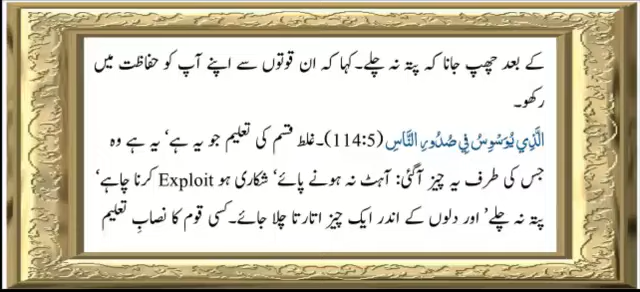 کے بعد چھپ جانا کہ پتہ نہ چلے۔ کہا کہ ان قوتوں سے اپنے آپ کو حفاظت میں
رکھو۔
الَّذِي يُوَسْوِسُ فِي صُدُورِ النَّاسِ (114:5)۔ غلط قسم کی تعلیم جو یہ ہے‘ یہ ہے وہ
جس کی طرف یہ چیز آگئی: آہٹ نہ ہونے پائے‘ شکاری ہو Exploit کرنا چاہے‘
پتہ نہ چلے’ اور دلوں کے اندر ایک چیز اتارتا چلا جائے۔ کسی قوم کا نصابِ تعلیم